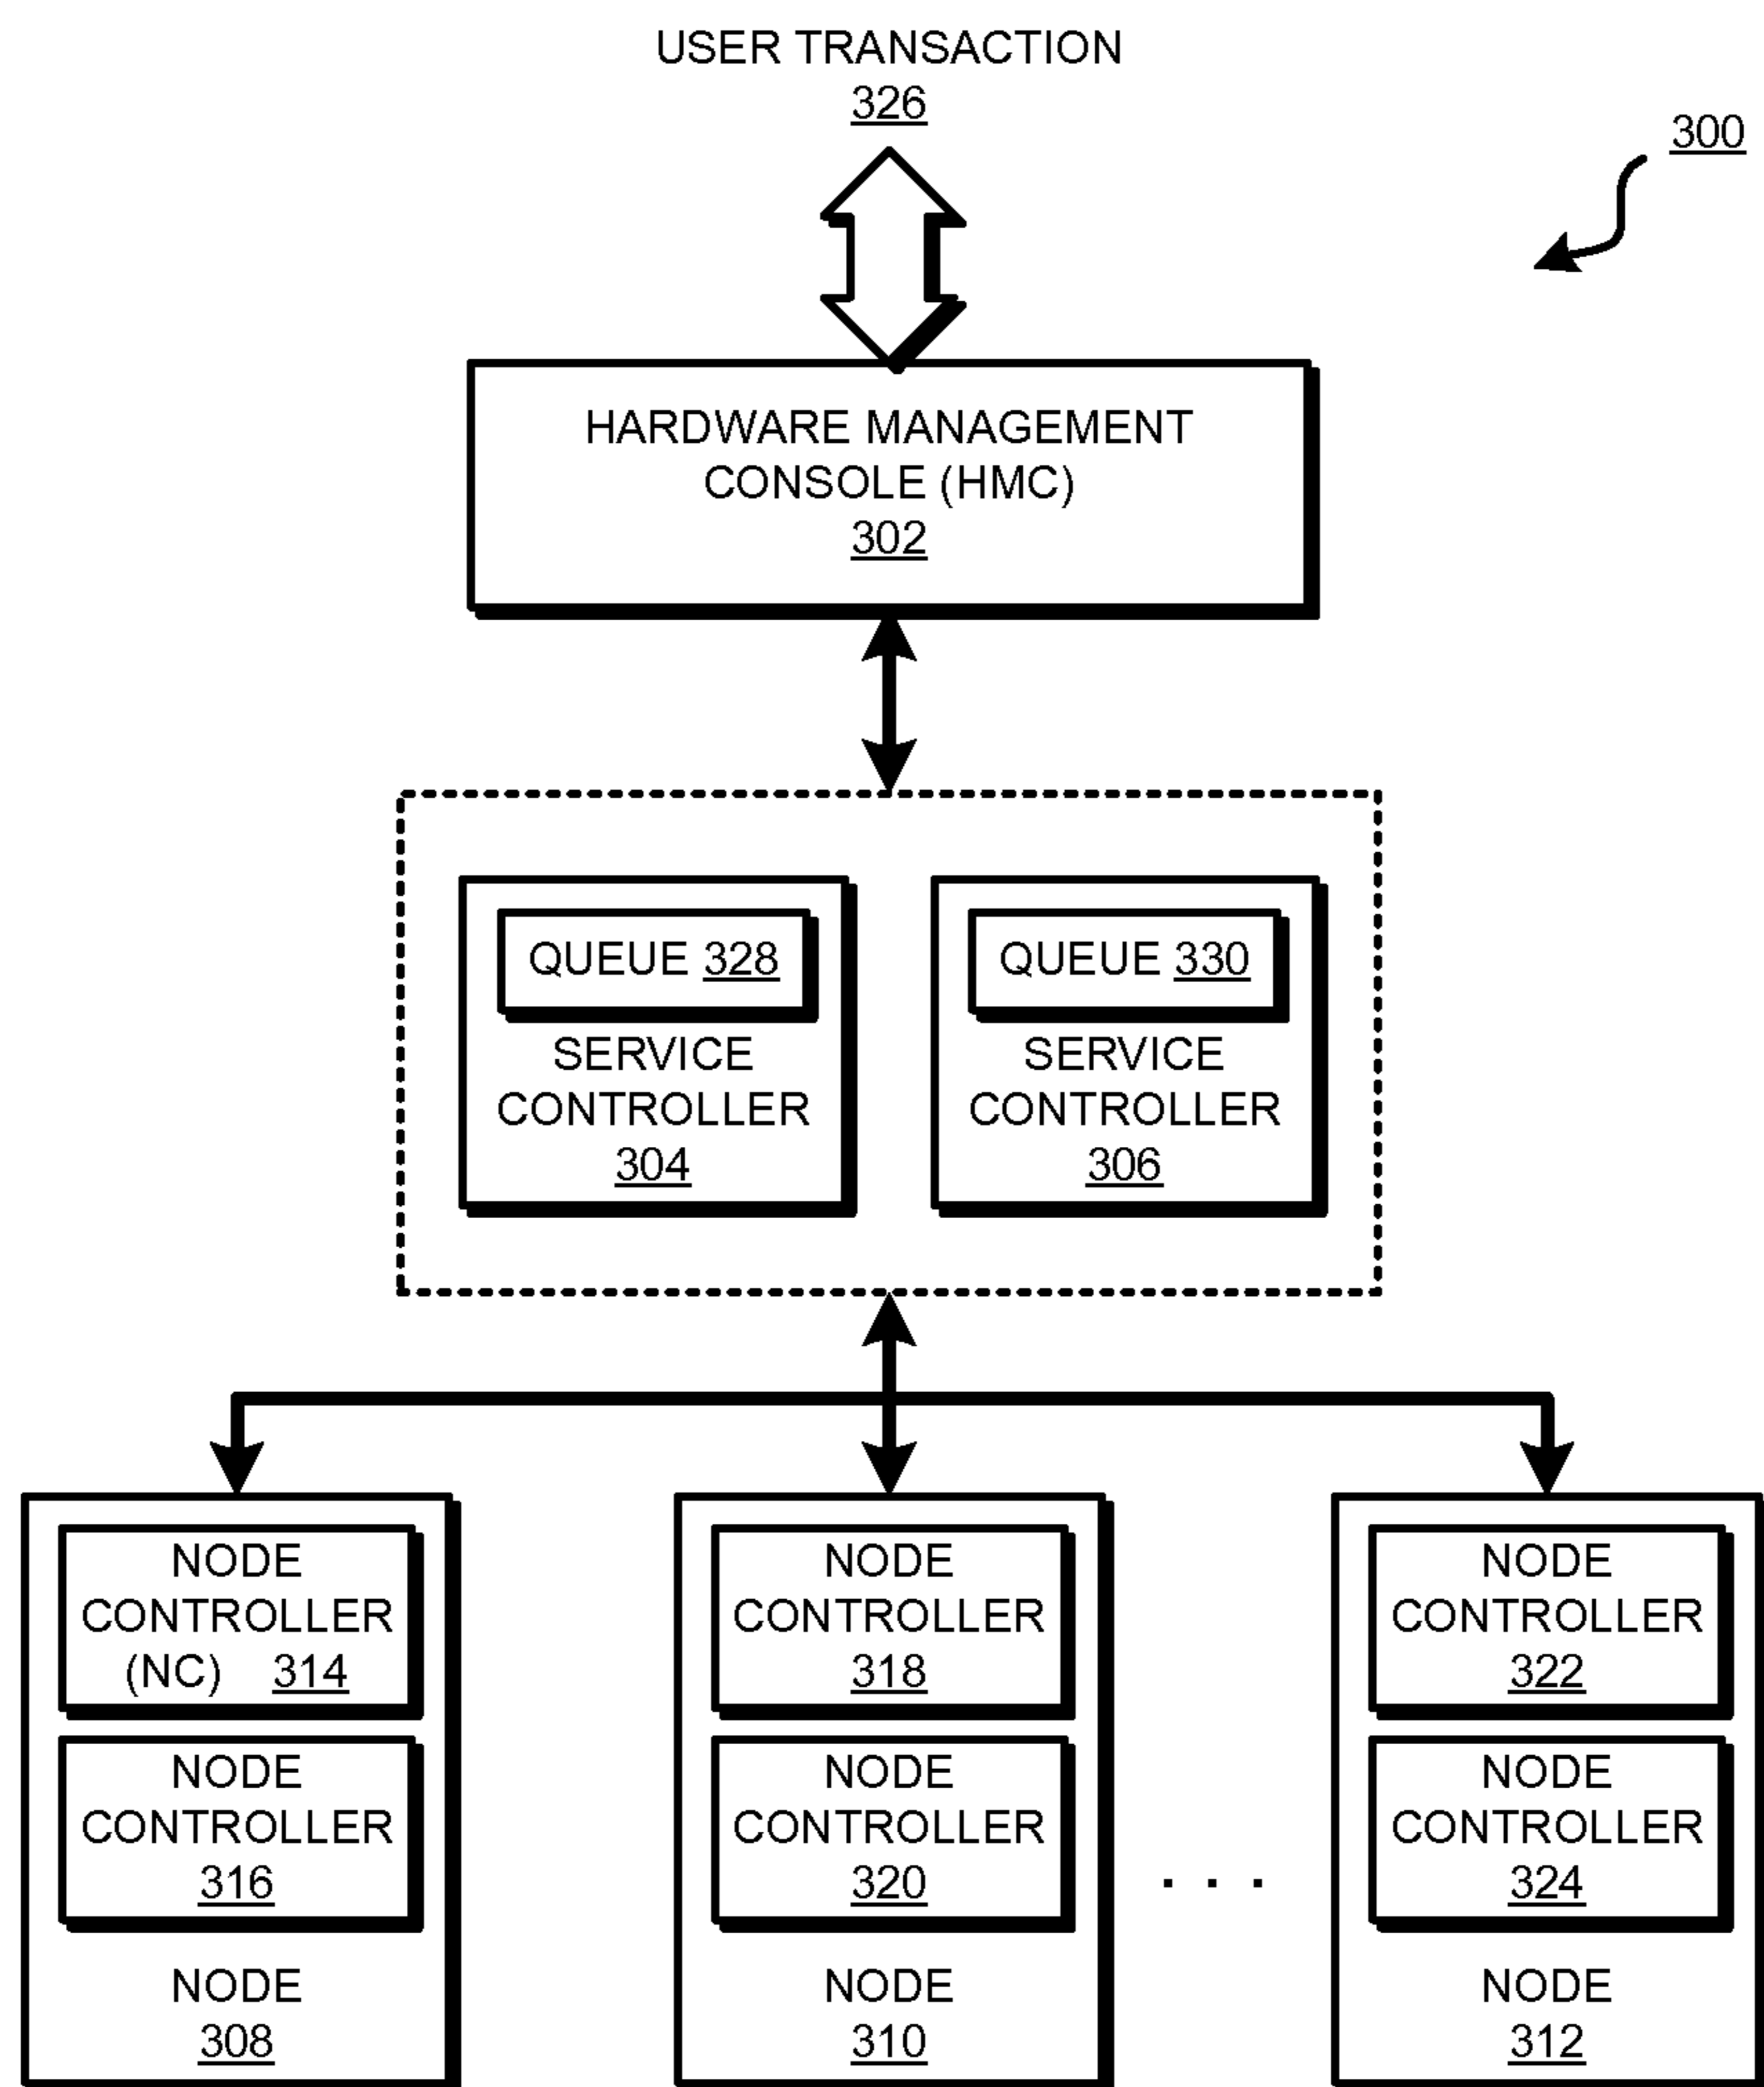 USER TRANSACTION
326
300
HARDWARE MANAGEMENT
CONSOLE (HMC)
302
QUEUE 328
SERVICE
CONTROLLER
304
QUEUE 330
SERVICE
CONTROLLER
306
NODE
CONTROLLER
(NC) 314
NODE
CONTROLLER
316
NODE
308
NODE
CONTROLLER
318
NODE
CONTROLLER
320
NODE
310
. . .
NODE
CONTROLLER
322
NODE
CONTROLLER
324
NODE
312